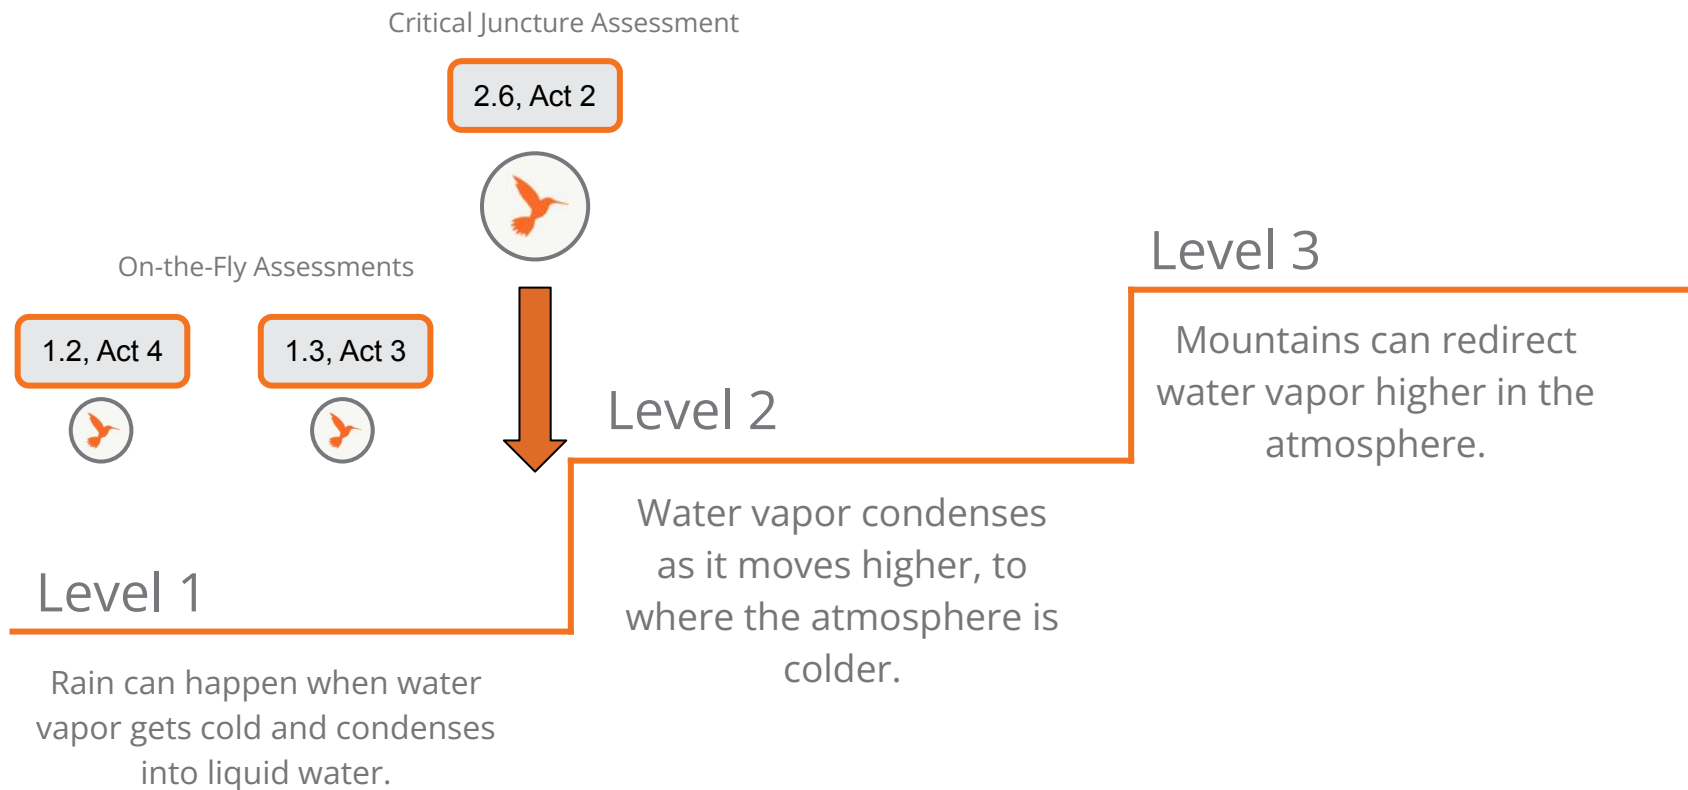 Critical Juncture Assessment
2.6, Act 2
On-the-Fly Assessments
1.2, Act 4
1.3, Act 3
Level 1
Rain can happen when water
vapor gets cold and condenses
into liquid water.
Level 2
Water vapor condenses
as it moves higher, to
where the atmosphere is
colder.
Level 3
Mountains can redirect
water vapor higher in the
atmosphere.